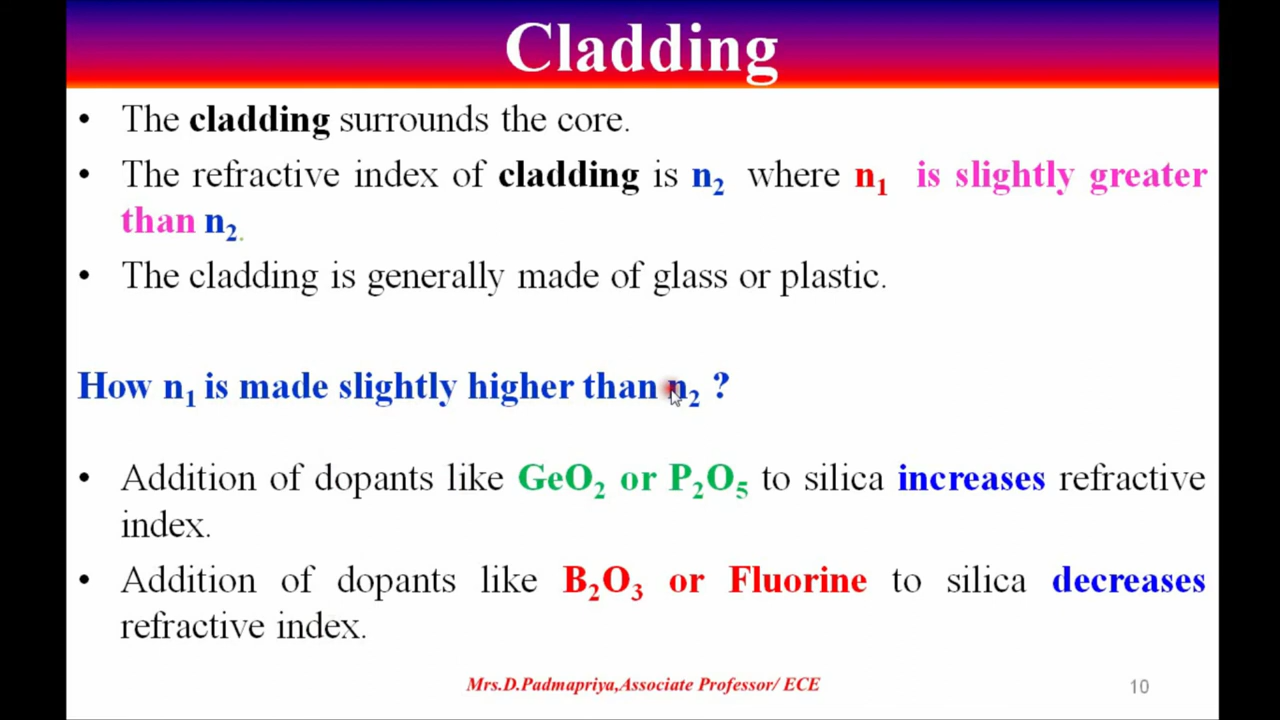 Cladding
• The cladding surrounds the core.
• The refractive index of cladding is n₂ where n₁ is slightly greater
than n₂.
• The cladding is generally made of glass or plastic.
How n₁ is made slightly higher than n₂ ?
• Addition of dopants like GeO₂ or P₂O₅ to silica increases refractive
index.
• Addition of dopants like B₂O₃ or Fluorine to silica decreases
refractive index.
Mrs.D.Padmapriya,Associate Professor/ ECE
10